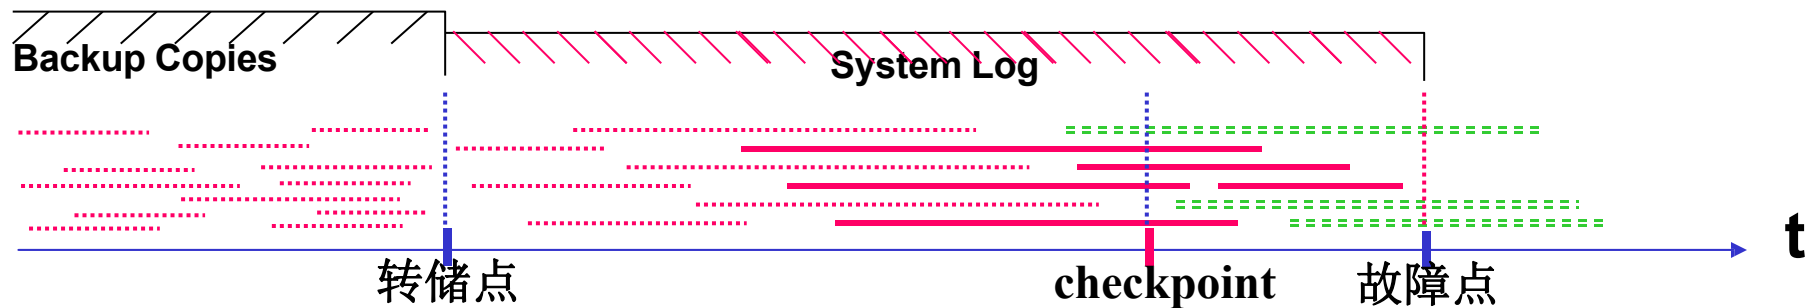 Backup Copies
System Log
t
转储点
checkpoint
故障点